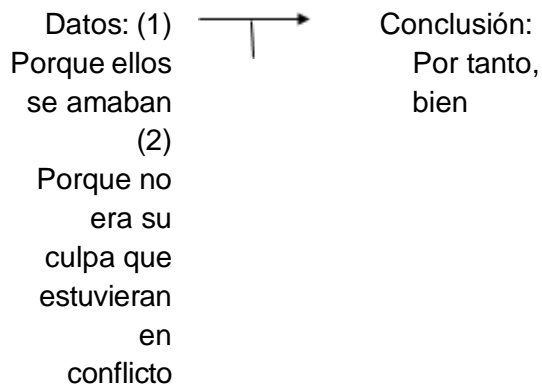 Datos: (1)
Porque ellos
se amaban
(2)
Porque no
era su
culpa que
estuvieran
en
conflicto
Conclusión:
Por tanto,
bien